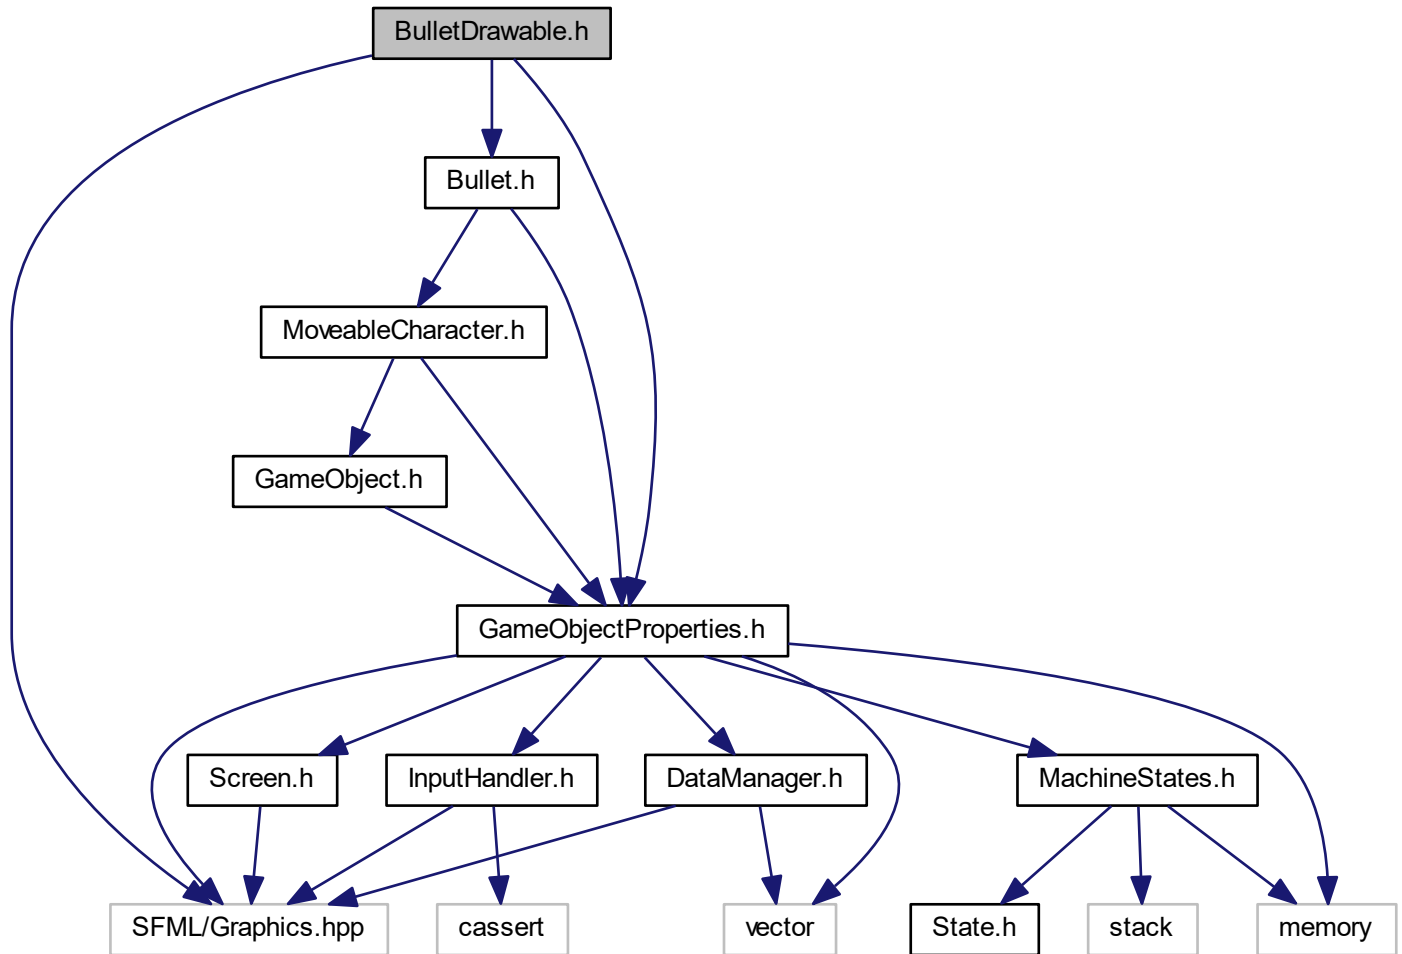 BulletDrawable.h
Bullet.h
MoveableCharacter.h
GameObject.h
GameObjectProperties.h
Screen.h
InputHandler.h
DataManager.h
MachineStates.h
SFML/Graphics.hpp
cassert
vector
State.h
stack
memory